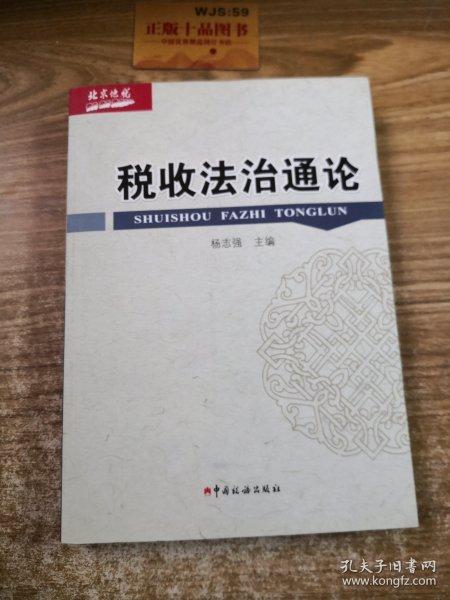 WJS:59
正版十品图书
北京地税
税收法治通论
SHUISHOU FAZHI TONGLUN
杨志强 主编
中国税务出版社
孔夫子旧书网
www.kongfz.com